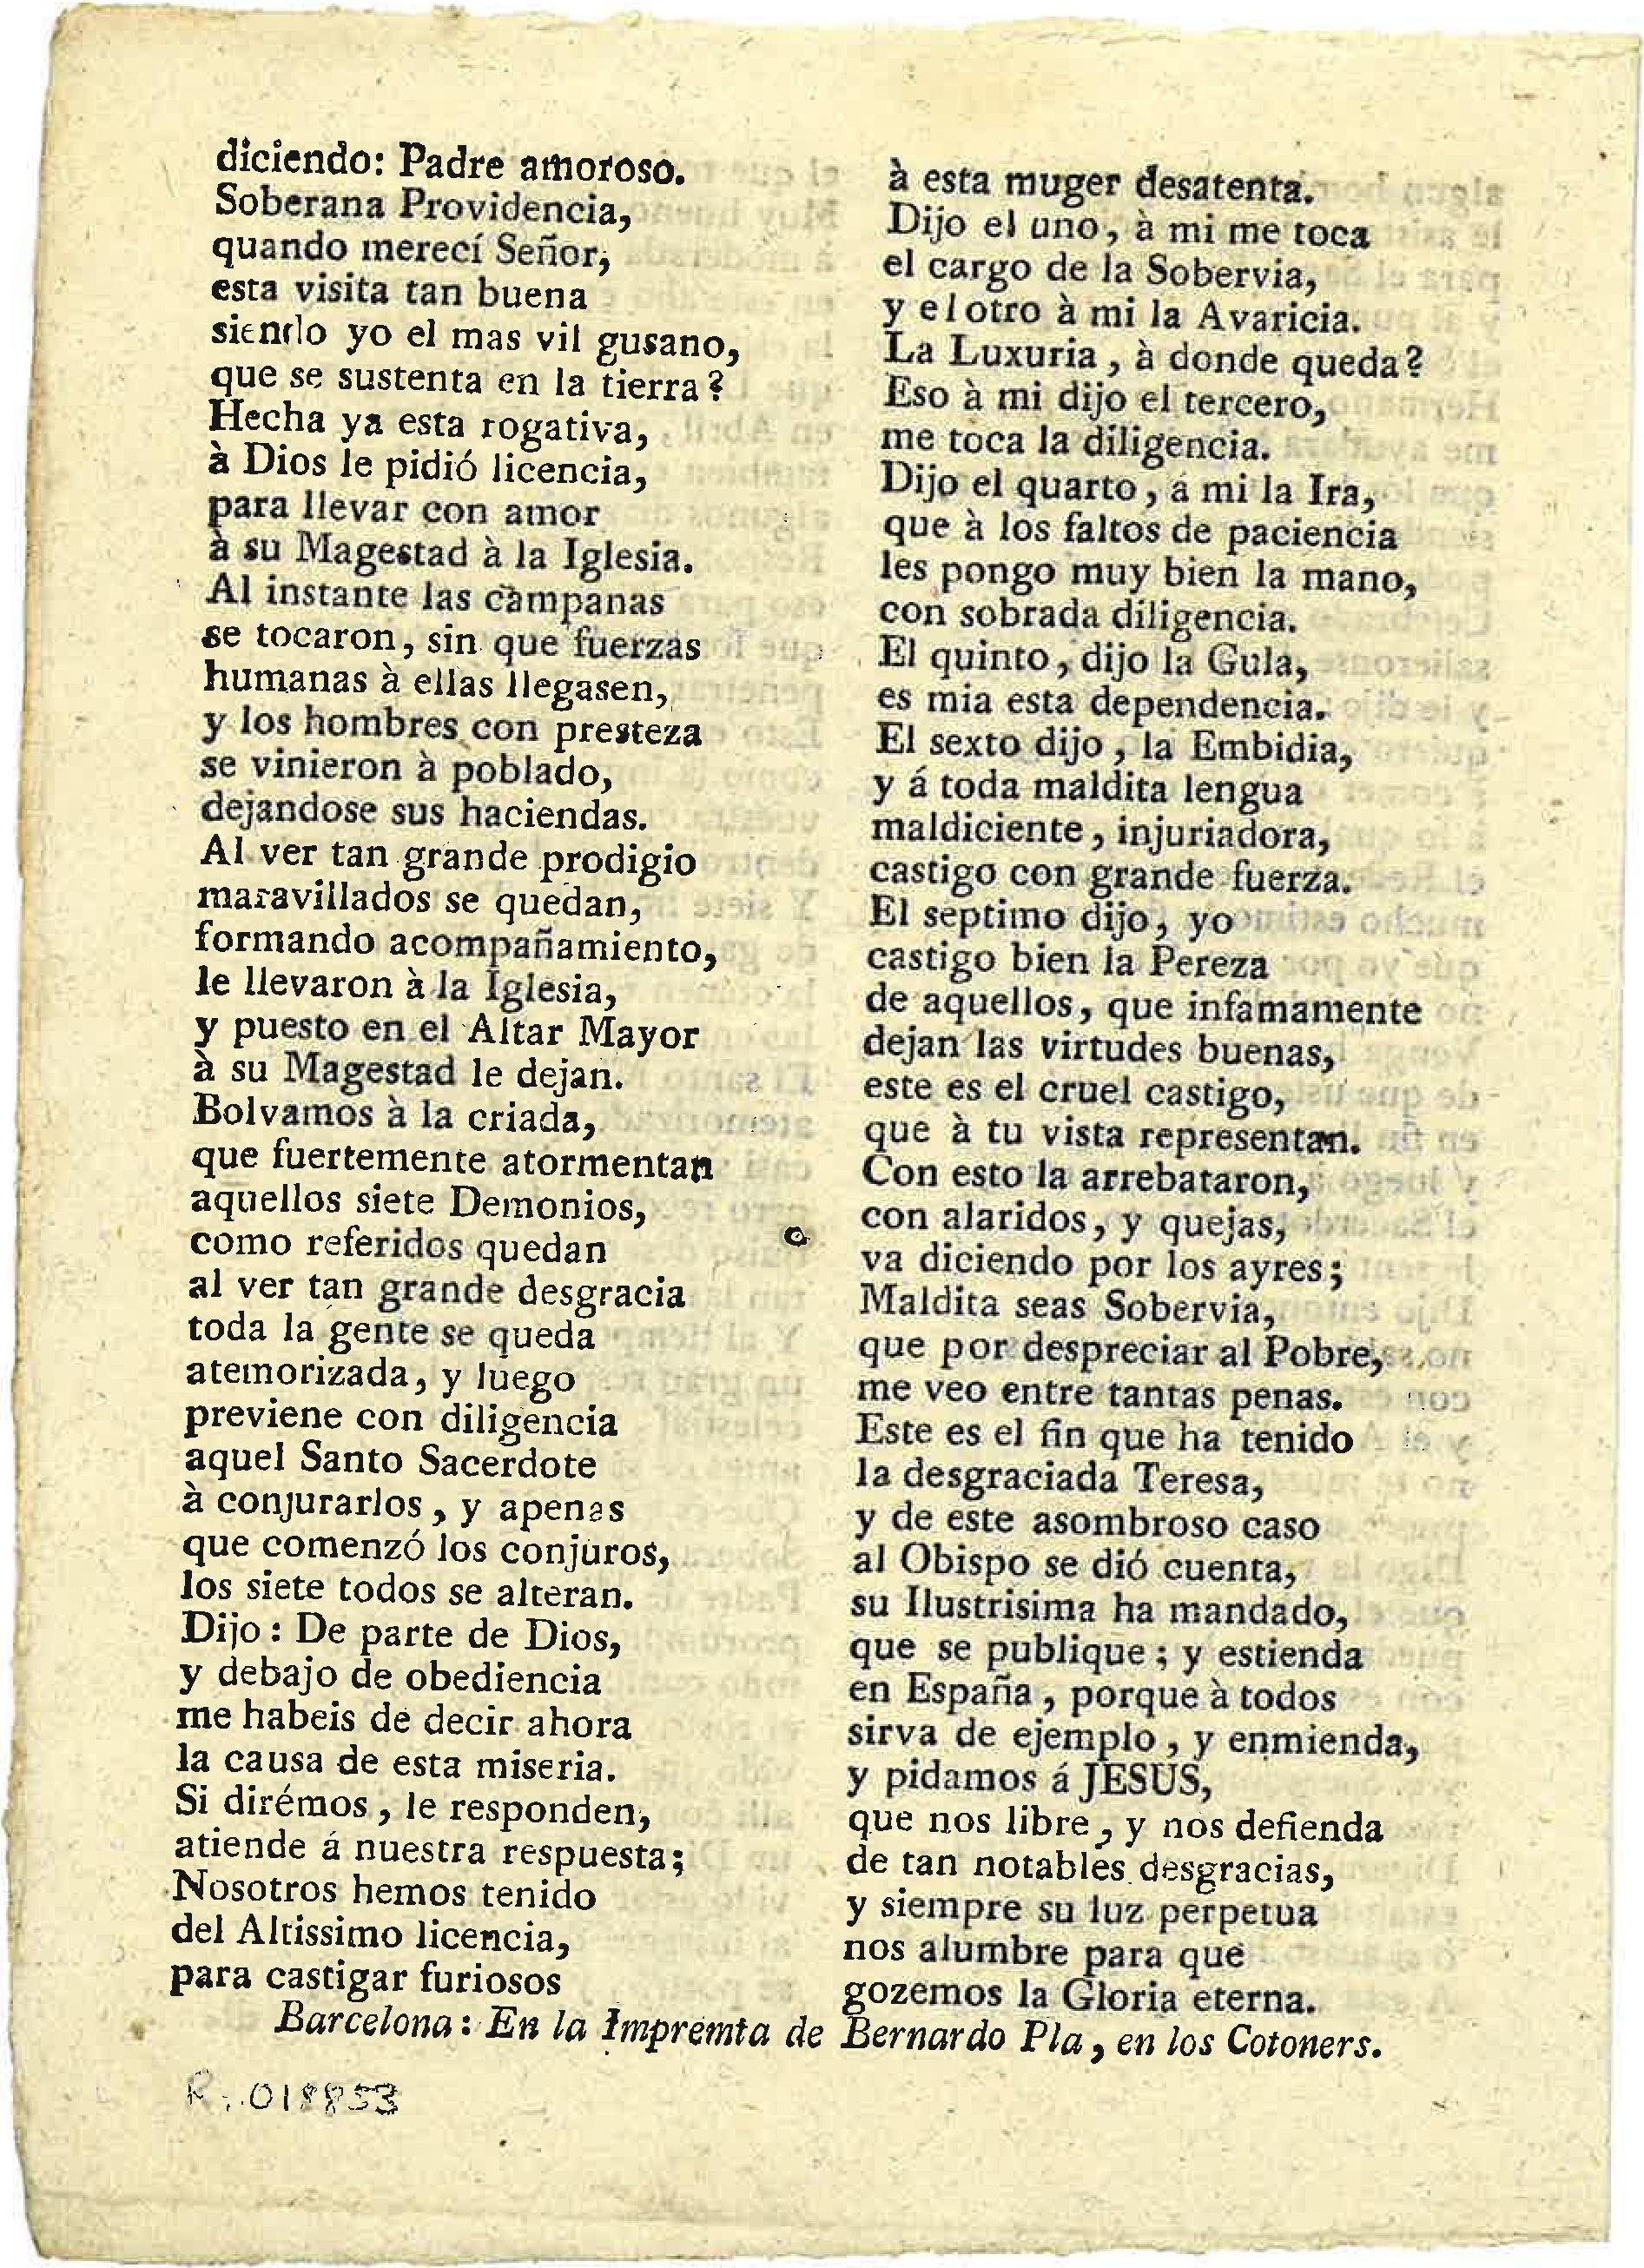 diciendo: Padre amoroso.
Soberana Providencia,
quando merecí Señor,
esta visita tan buena
siendo yo el mas vil gusano,
que se sustenta en la tierra?
Hecha ya esta rogativa,
à Dios le pidió licencia,
para llevar con amor
à su Magestad à la Iglesia.
Al instante las campanas
se tocaron, sin que fuerzas
humanas à ellas llegasen,
y los hombres con presteza
se vinieron à poblado,
dejandose sus haciendas.
Al ver tan grande prodigio
maravillados se quedan,
formando acompañamiento,
le llevaron à la Iglesia,
y puesto en el Altar Mayor
à su Magestad le dejan.
Bolvamos à la criada,
que fuertemente atormentan
aquellos siete Demonios,
como referidos quedan
al ver tan grande desgracia
toda la gente se queda
atemorizada, y luego
previene con diligencia
aquel Santo Sacerdote
à conjurarlos, y apenas
que comenzó los conjuros,
los siete todos se alteran.
Dijo: De parte de Dios,
y debajo de obediencia
me habeis de decir ahora
la causa de esta miseria.
Si dirémos, le responden,
atiende á nuestra respuesta;
Nosotros hemos tenido
del Altissimo licencia,
para castigar furiosos
à esta muger desatenta.
Dijo el uno, à mi me toca
el cargo de la Sobervia,
y el otro à mi la Avaricia.
La Luxuria, à donde queda?
Eso à mi dijo el tercero,
me toca la diligencia.
Dijo el quarto, á mi la Ira,
que à los faltos de paciencia
les pongo muy bien la mano,
con sobrada diligencia.
El quinto, dijo la Gula,
es mia esta dependencia.
El sexto dijo, la Embidia,
y á toda maldita lengua
maldiciente, injuriadora,
castigo con grande fuerza.
El septimo dijo, yo
castigo bien la Pereza
de aquellos, que infamamente
dejan las virtudes buenas,
este es el cruel castigo,
que à tu vista representan.
Con esto la arrebataron,
con alaridos, y quejas,
va diciendo por los ayres;
Maldita seas Sobervia,
que por despreciar al Pobre,
me veo entre tantas penas.
Este es el fin que ha tenido
la desgraciada Teresa,
y de este asombroso caso
al Obispo se dió cuenta,
su Ilustrisima ha mandado,
que se publique; y estienda
en España, porque à todos
sirva de ejemplo, y enmienda,
y pidamos á JESUS,
que nos libre, y nos defienda
de tan notables desgracias,
y siempre su luz perpetua
nos alumbre para que
gozemos la Gloria eterna.
Barcelona: En la Impremta de Bernardo Pla, en los Cotoners.
R. 018853